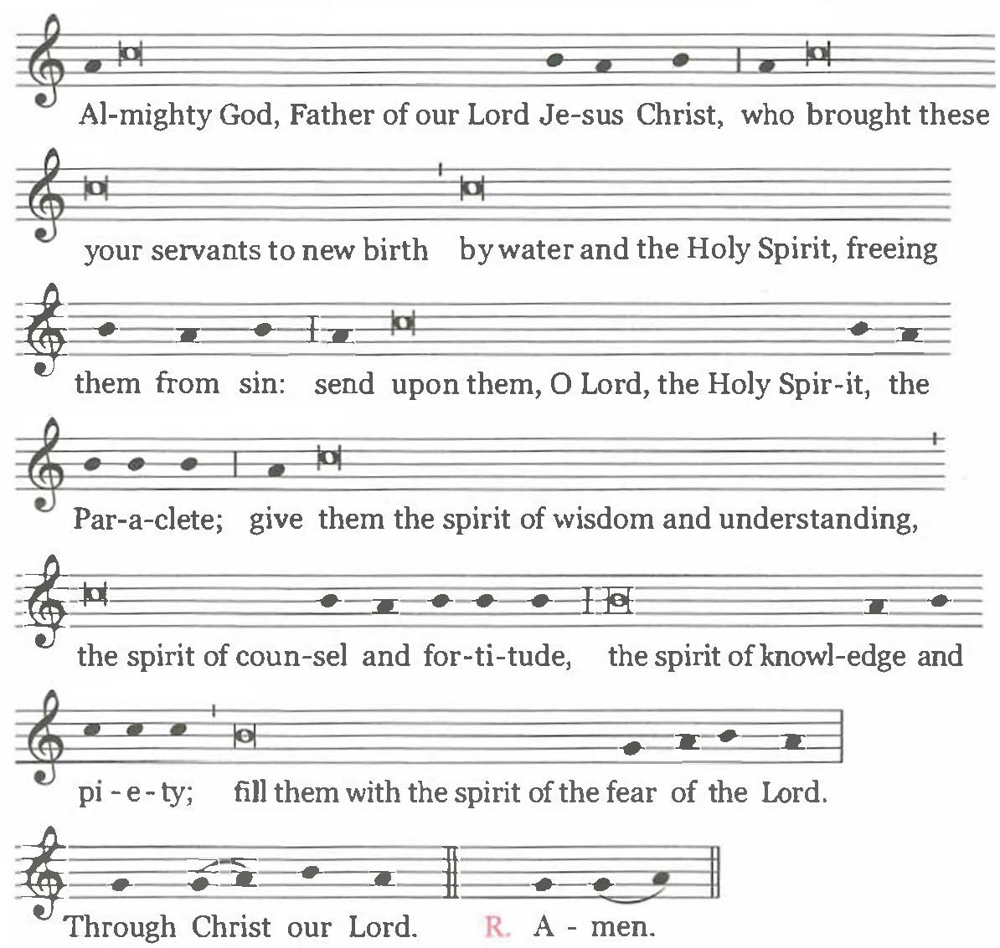 Al-mighty God, Father of our Lord Je-sus Christ, who brought these
your servants to new birth by water and the Holy Spirit, freeing
them from sin: send upon them, O Lord, the Holy Spir-it, the
Par-a-clete; give them the spirit of wisdom and understanding,
the spirit of coun-sel and for-ti-tude, the spirit of knowl-edge and
pi - e - ty; fill them with the spirit of the fear of the Lord.
Through Christ our Lord. R. A - men.